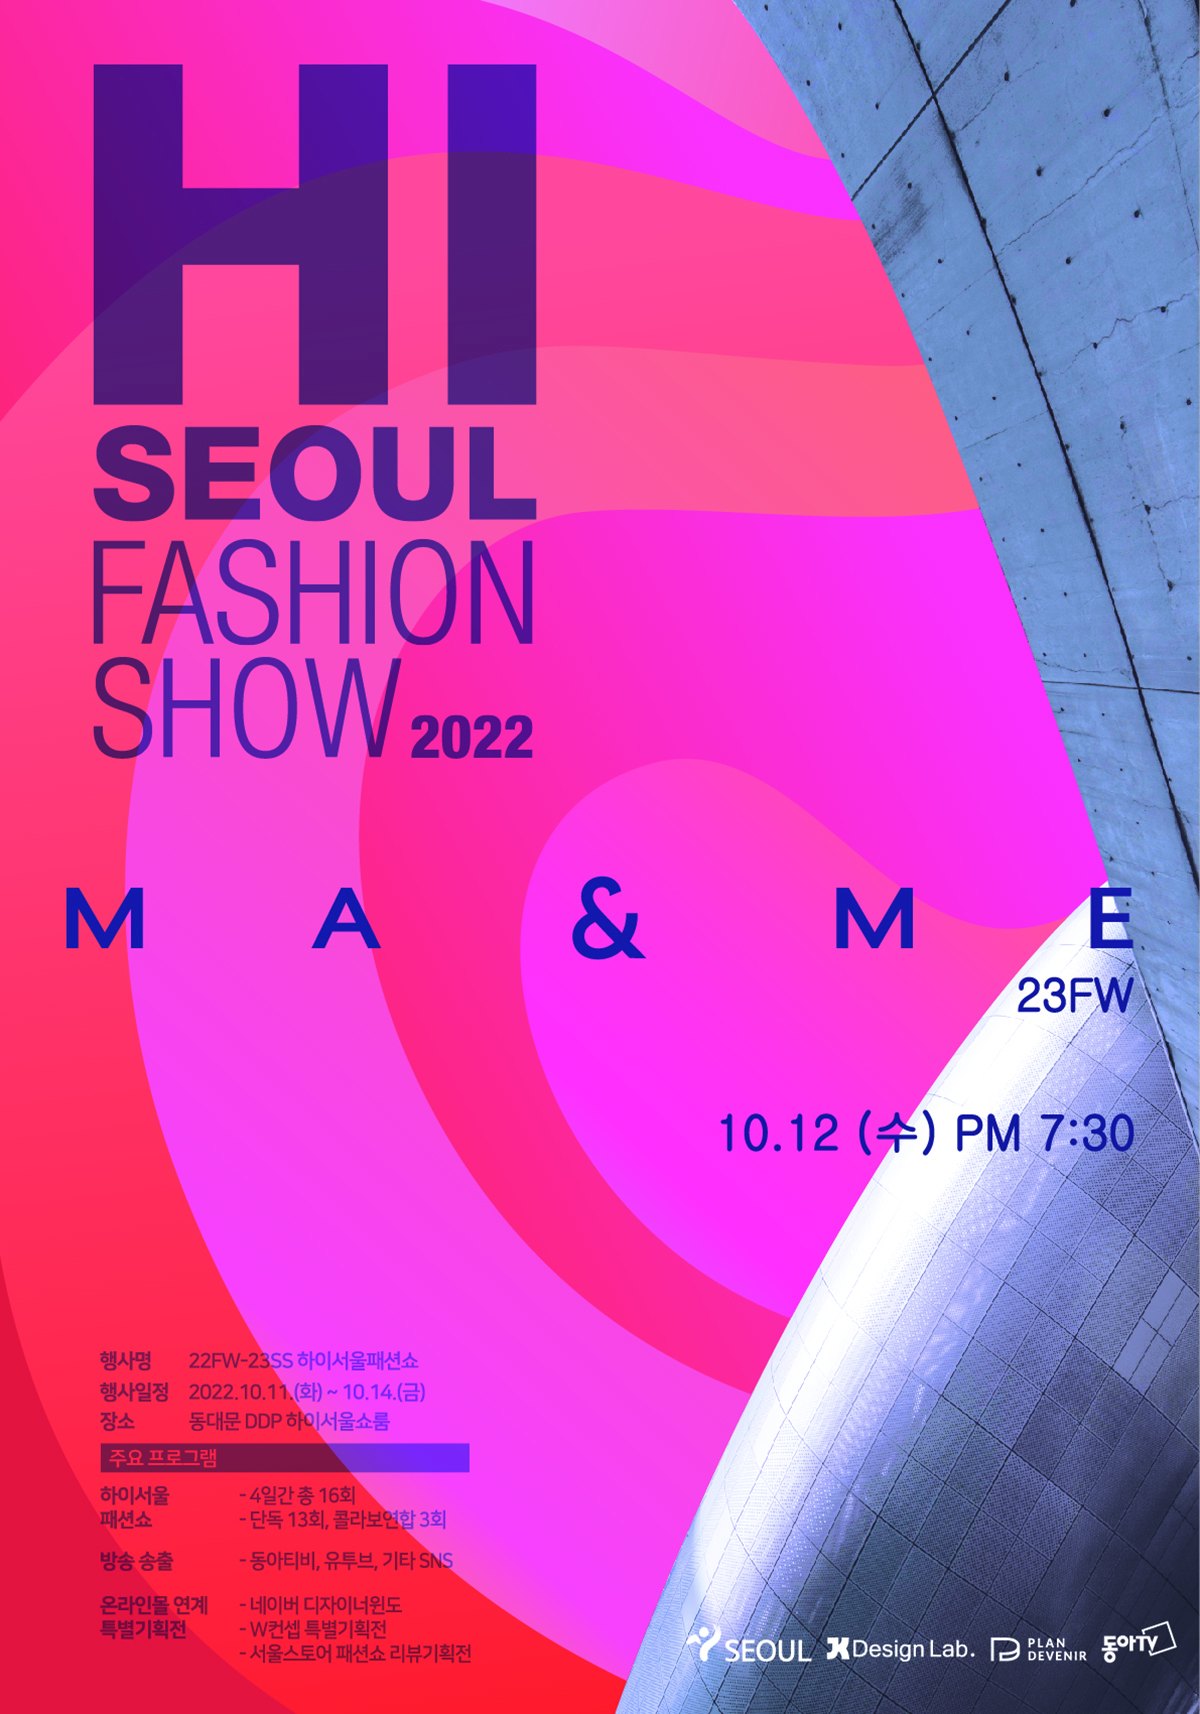 HI
SEOUL
FASHION
SHOW 2022
M A & M E
23FW
10.12 (수) PM 7:30
행사명 22FW-23SS 하이서울패션쇼
행사일정 2022.10.11.(화) ~ 10.14.(금)
장소 동대문 DDP 하이서울쇼룸
주요 프로그램
하이서울 - 4일간 총 16회
패션쇼 - 단독 13회, 콜라보연합 3회
방송 송출 - 동아티비, 유투브, 기타 SNS
온라인몰 연계 - 네이버 디자이너윈도
특별기획전 - W컨셉 특별기획전
- 서울스토어 패션쇼 리뷰기획전
SEOUL Design Lab. PLAN DEVENIR 동아TV